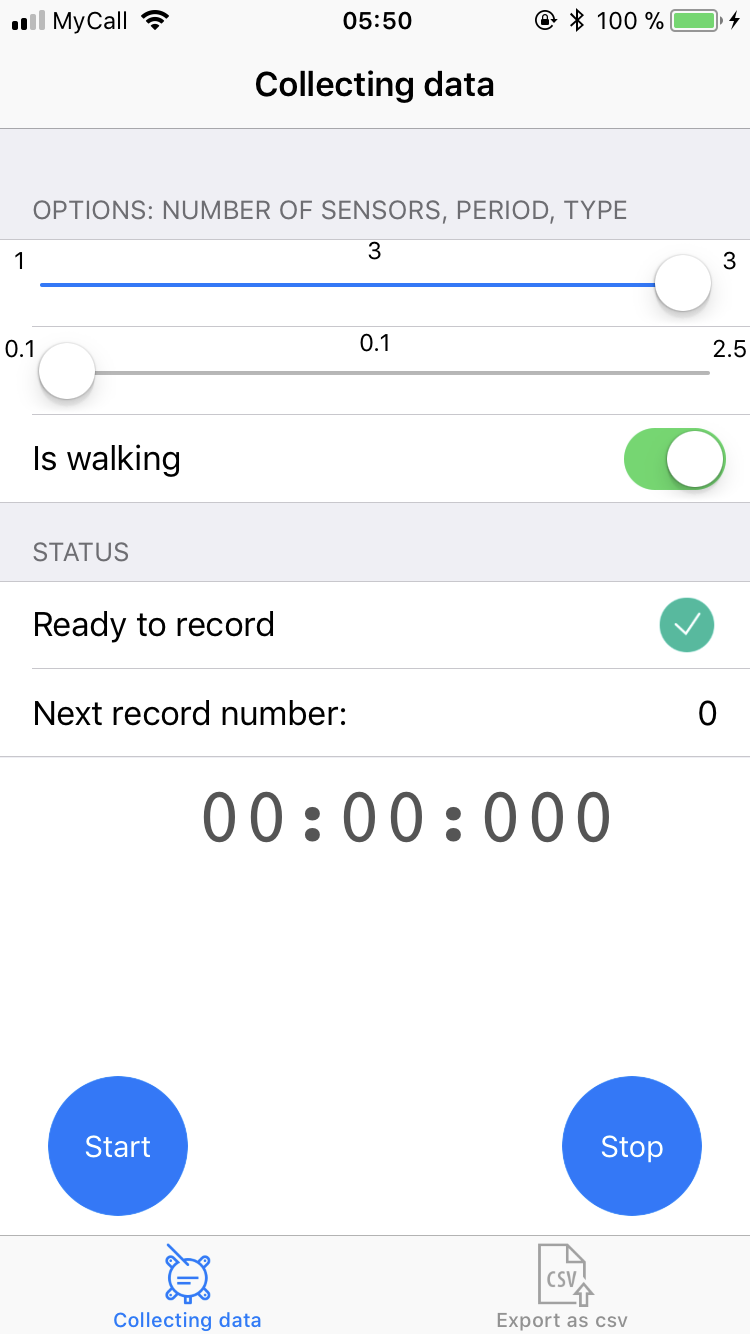 MyCall 05:50 100 %
Collecting data
OPTIONS: NUMBER OF SENSORS, PERIOD, TYPE
1 3 3
0.1 0.1 2.5
Is walking
STATUS
Ready to record
Next record number: 0
00:00:000
Start Stop
CSV
Collecting data Export as csv